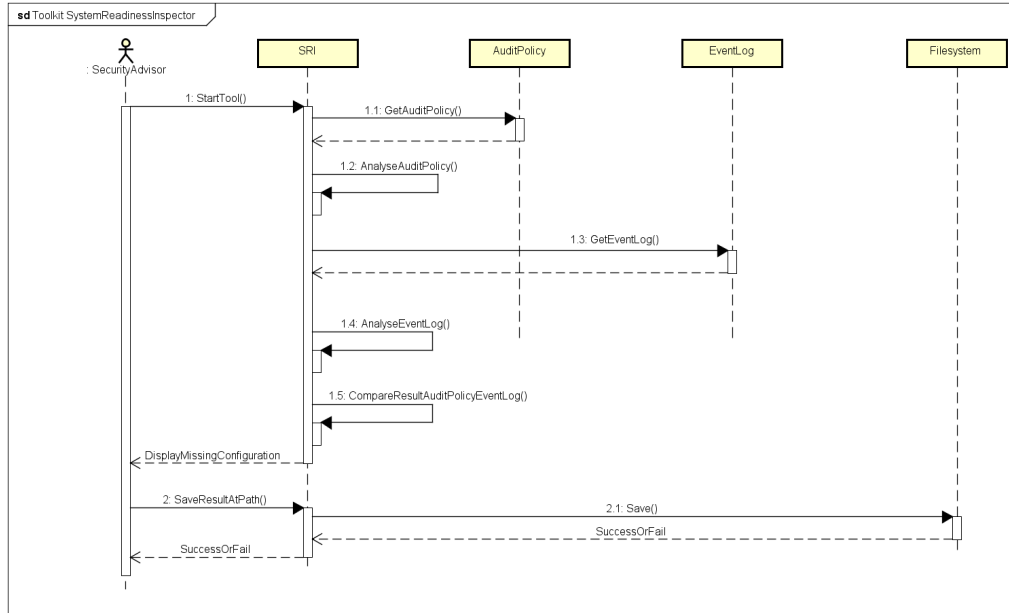 sd Toolkit SystemReadinessInspector
: SecurityAdvisor
SRI
AuditPolicy
EventLog
Filesystem
1: StartTool()
1.1: GetAuditPolicy()
1.2: AnalyseAuditPolicy()
1.3: GetEventLog()
1.4: AnalyseEventLog()
1.5: CompareResultAuditPolicyEventLog()
DisplayMissingConfiguration
2: SaveResultAtPath()
2.1: Save()
SuccessOrFail
SuccessOrFail